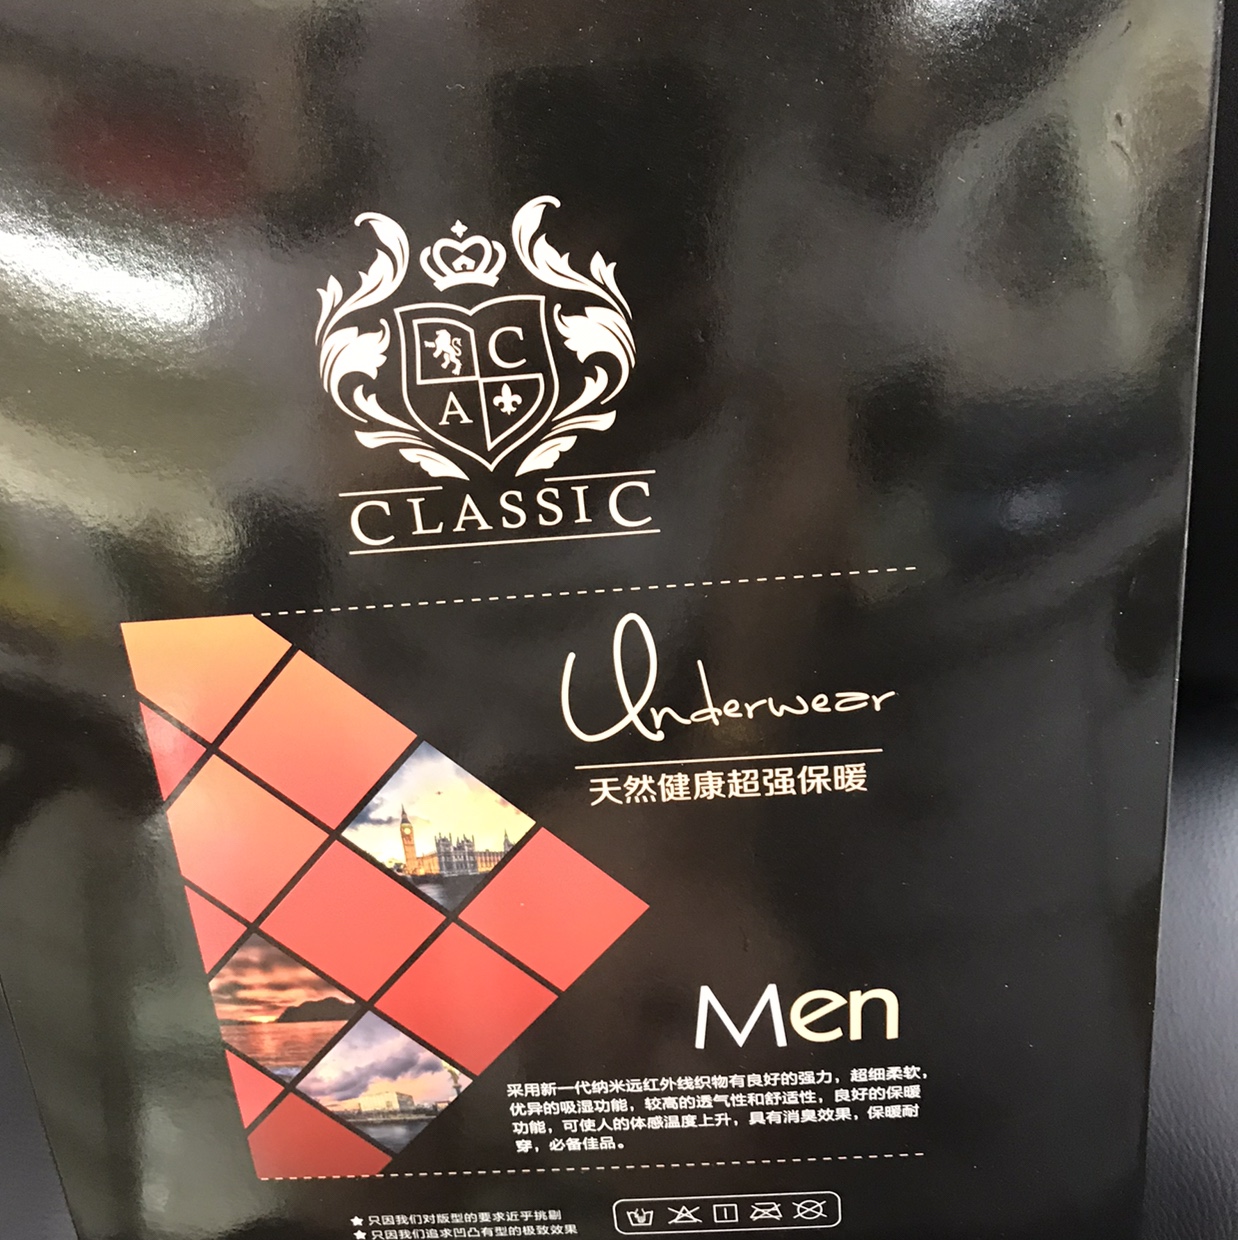 C
A
CLASSIC
Underwear
天然健康超强保暖
Men
采用新一代纳米远红外线织物有良好的强力，超细柔软，
优异的吸湿功能，较高的透气性和舒适性，良好的保暖
功能，可使人的体感温度上升，具有消臭效果，保暖耐
穿，必备佳品。
★ 只因我们对版型的要求近乎挑剔
★ 只因我们追求凹凸有型的极致效果